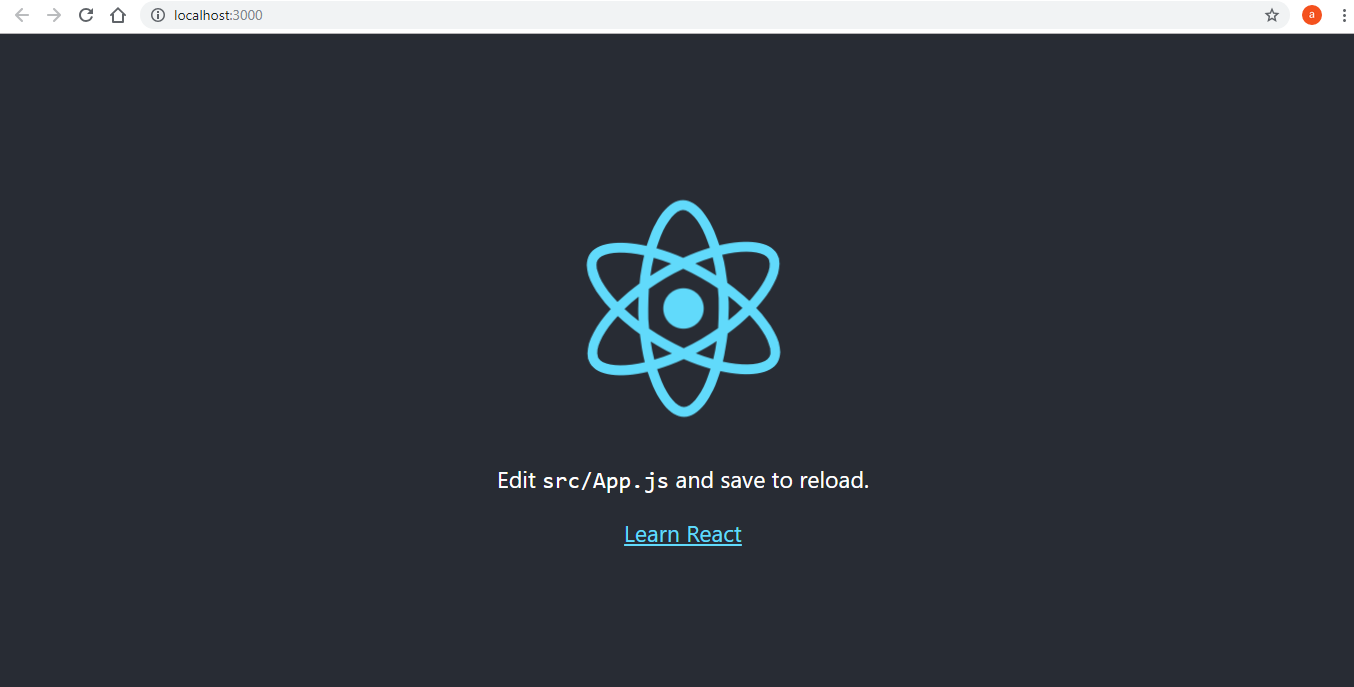 localhost:3000
a
Edit src/App.js and save to reload.
Learn React